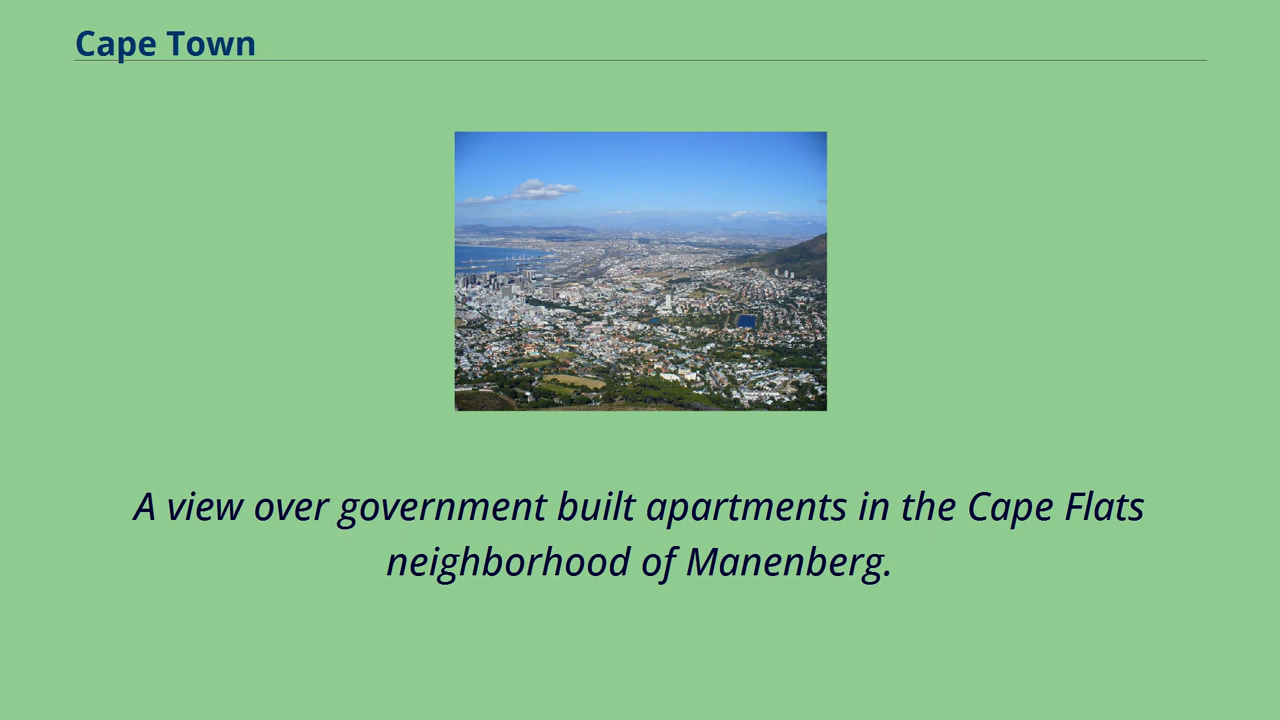 Cape Town
A view over government built apartments in the Cape Flats
neighborhood of Manenberg.